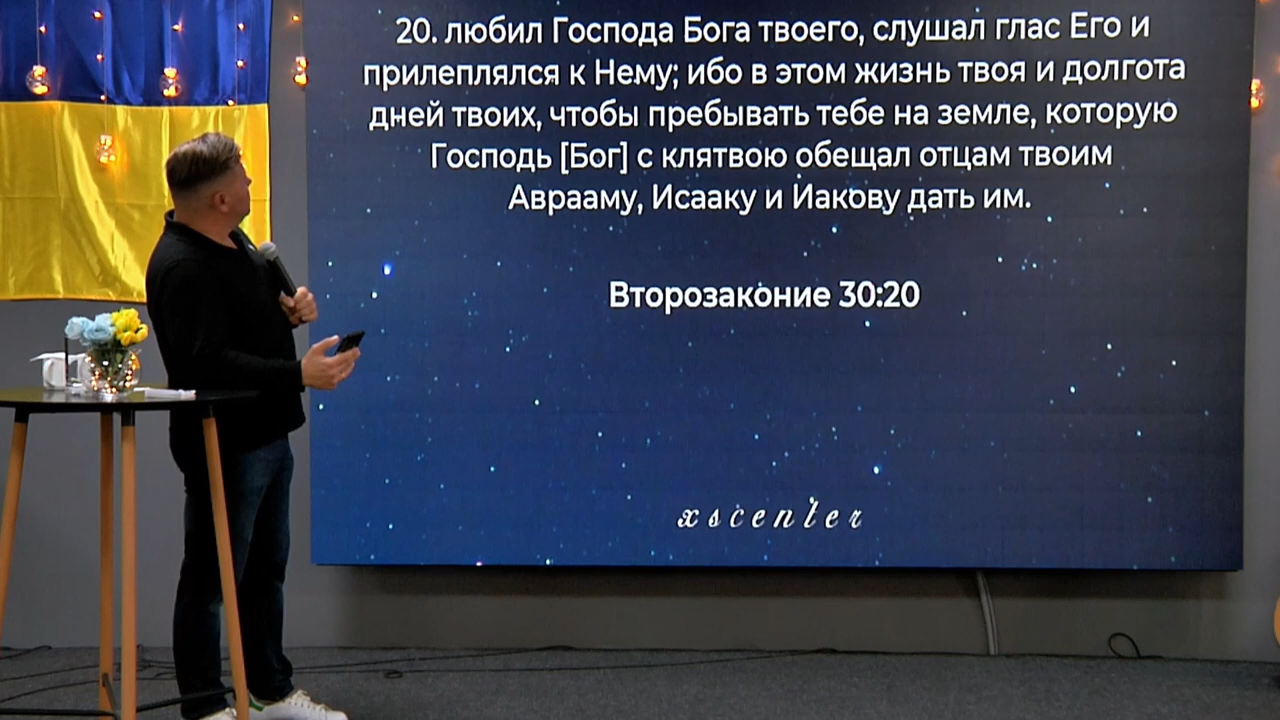 20. любил Господа Бога твоего, слушал глас Его и
прилеплялся к Нему; ибо в этом жизнь твоя и долгота
дней твоих, чтобы пребывать тебе на земле, которую
Господь [Бог] с клятвою обещал отцам твоим
Аврааму, Исааку и Иакову дать им.
Второзаконие 30:20
xscenter